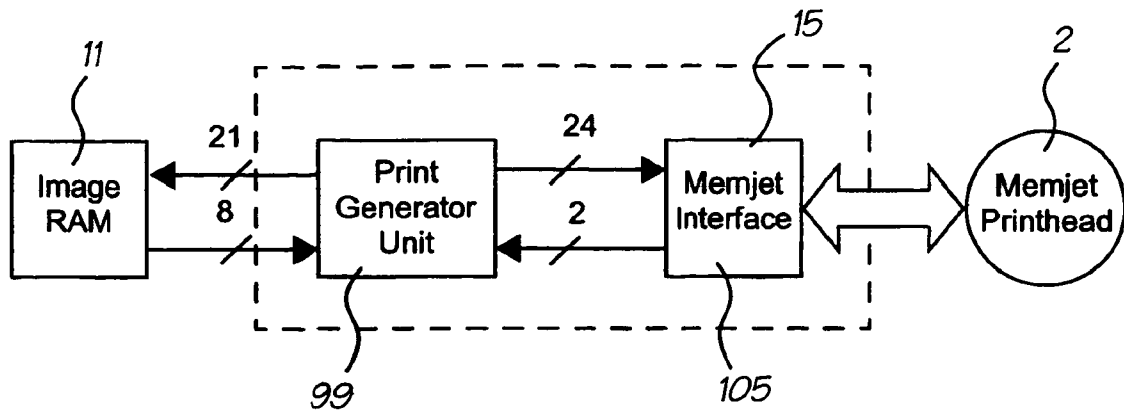 11
15
2
21
24
Image
RAM
Print
Generator
Unit
Memjet
Interface
Memjet
Printhead
8
2
99
105